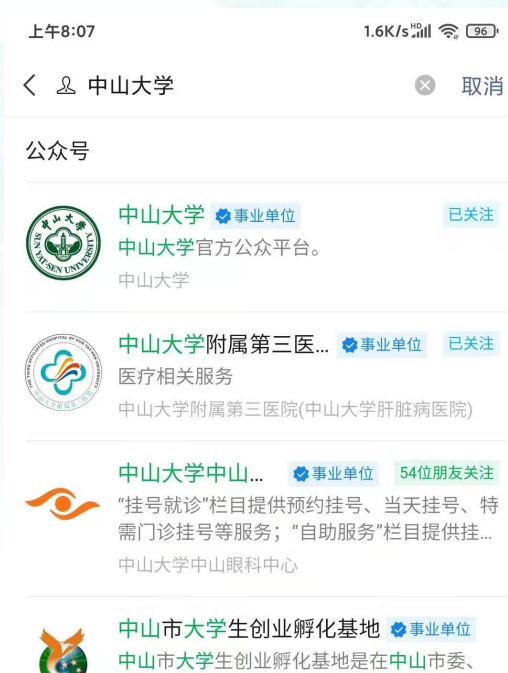 上午8:07
1.6K/s HD 96
中山大学
取消
公众号
中山大学 事业单位 已关注
中山大学官方公众平台。
中山大学
中山大学附属第三医... 事业单位 已关注
医疗相关服务
中山大学附属第三医院(中山大学肝脏病医院)
中山大学中山... 事业单位 54位朋友关注
“挂号就诊”栏目提供预约挂号、当天挂号、特
需门诊挂号等服务；“自助服务”栏目提供挂...
中山大学中山眼科中心
中山市大学生创业孵化基地 事业单位
中山市大学生创业孵化基地是在中山市委、